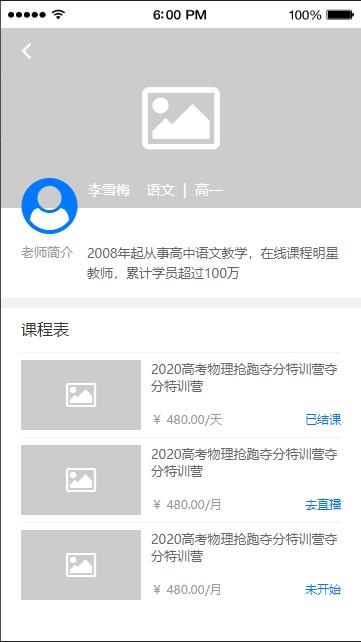 6:00 PM 100%
李雪梅 语文 | 高一
老师简介 2008年起从事高中语文教学，在线课程明星
教师，累计学员超过100万
课程表
2020高考物理抢跑夺分特训营夺
分特训营
￥ 480.00/天 已结课
2020高考物理抢跑夺分特训营夺
分特训营
￥ 480.00/月 去直播
2020高考物理抢跑夺分特训营夺
分特训营
￥ 480.00/月 未开始